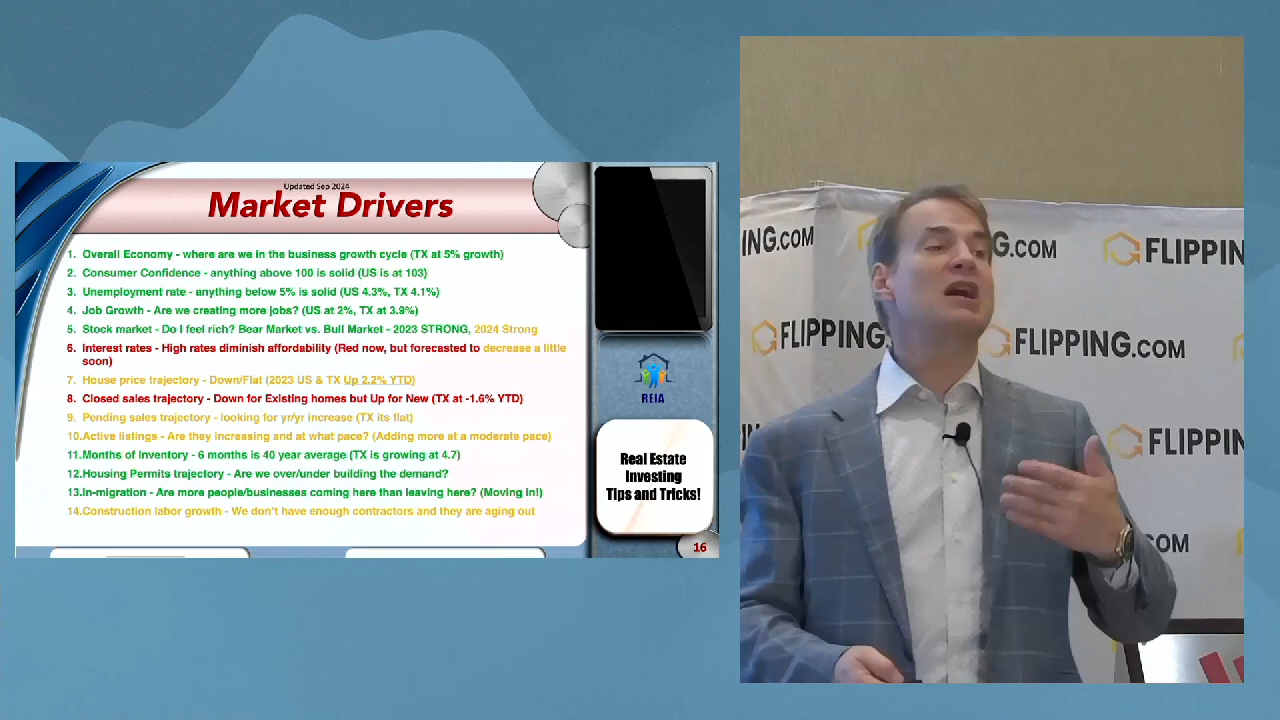 Updated Sep 2024
Market Drivers
1. Overall Economy - where are we in the business growth cycle (TX at 5% growth)
2. Consumer Confidence - anything above 100 is solid (US is at 103)
3. Unemployment rate - anything below 5% is solid (US 4.3%, TX 4.1%)
4. Job Growth - Are we creating more jobs? (US at 2%, TX at 3.9%)
5. Stock market - Do I feel rich? Bear Market vs. Bull Market - 2023 STRONG, 2024 Strong
6. Interest rates - High rates diminish affordability (Red now, but forecasted to decrease a little
soon)
7. House price trajectory - Down/Flat (2023 US & TX Up 2.2% YTD)
8. Closed sales trajectory - Down for Existing homes but Up for New (TX at -1.6% YTD)
9. Pending sales trajectory - looking for yr/yr increase (TX its flat)
10.Active listings - Are they increasing and at what pace? (Adding more at a moderate pace)
11.Months of Inventory - 6 months is 40 year average (TX is growing at 4.7)
12.Housing Permits trajectory - Are we over/under building the demand?
13.In-migration - Are more people/businesses coming here than leaving here? (Moving in!)
14.Construction labor growth - We don't have enough contractors and they are aging out
REIA
Real Estate
Investing
Tips and Tricks!
16
ING.COM
G.COM
FLIPPIN
FLIPPING.COM
FLIPPING.COM
IN
FLIPPIN
COM